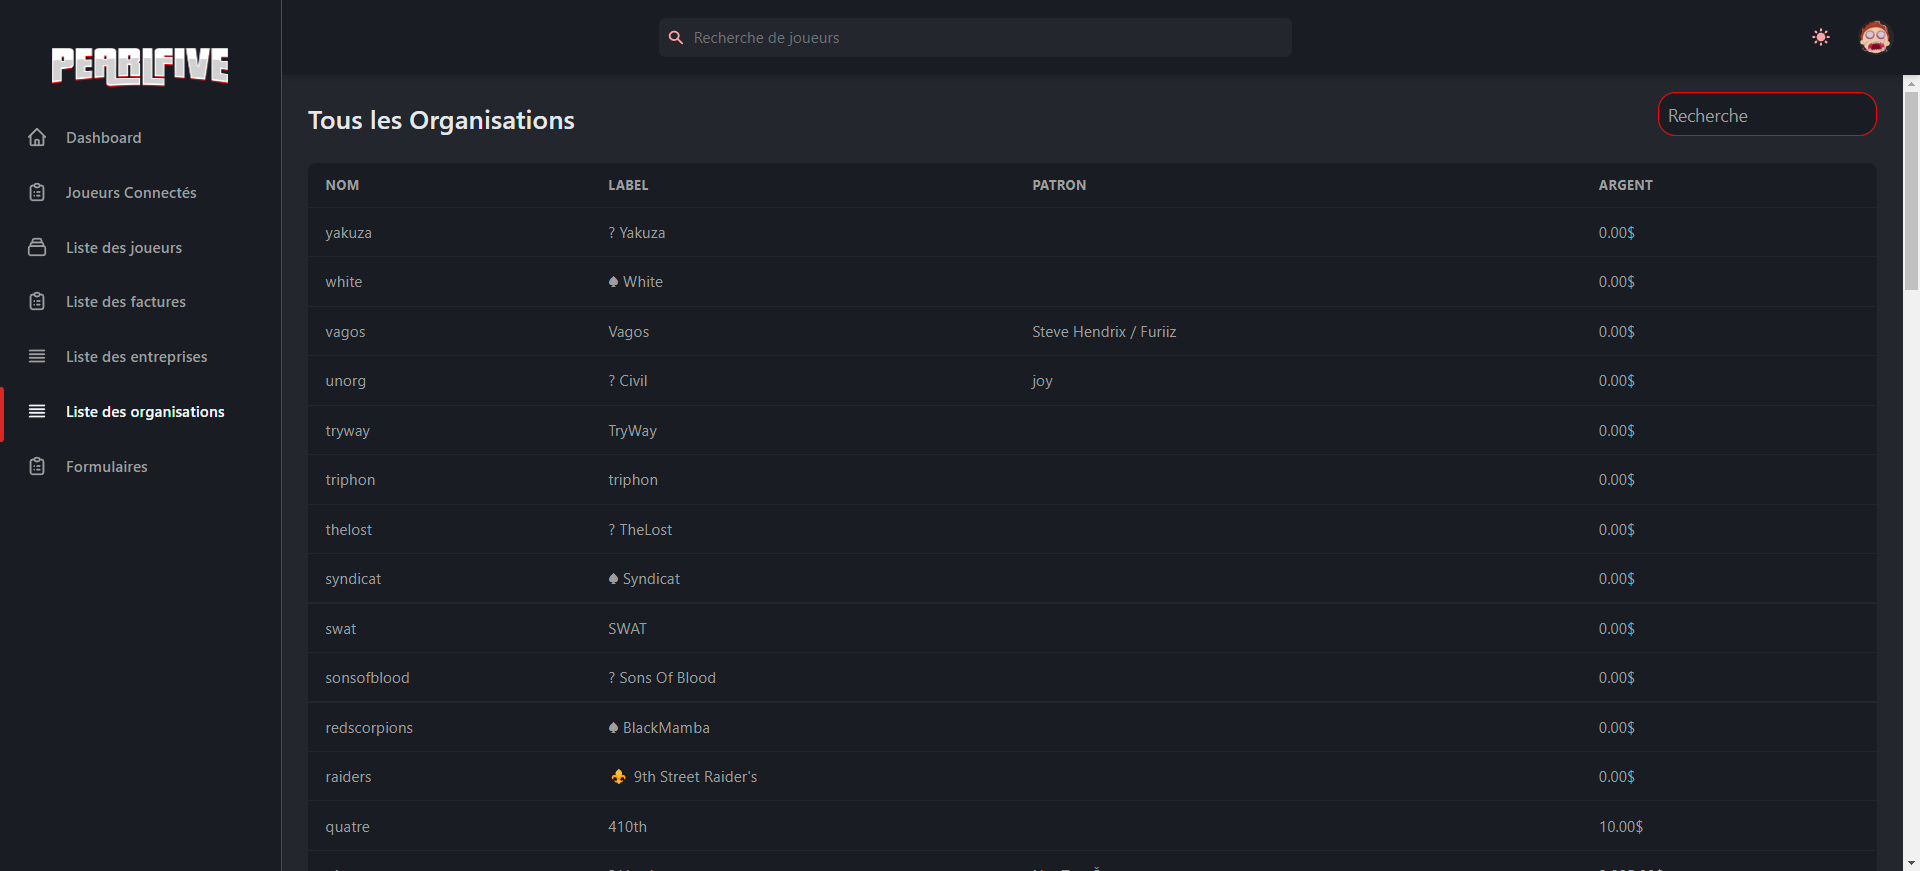 PEARLFIVE
Recherche de joueurs
Dashboard
Joueurs Connectés
Liste des joueurs
Liste des factures
Liste des entreprises
Liste des organisations
Formulaires
Tous les Organisations
Recherche
NOM LABEL PATRON ARGENT
yakuza ? Yakuza 0.00$
white ♠ White 0.00$
vagos Vagos Steve Hendrix / Furiiz 0.00$
unorg ? Civil joy 0.00$
tryway TryWay 0.00$
triphon triphon 0.00$
thelost ? TheLost 0.00$
syndicat ♠ Syndicat 0.00$
swat SWAT 0.00$
sonsofblood ? Sons Of Blood 0.00$
redscorpions ♠ BlackMamba 0.00$
raiders ⚜ 9th Street Raider's 0.00$
quatre 410th 10.00$